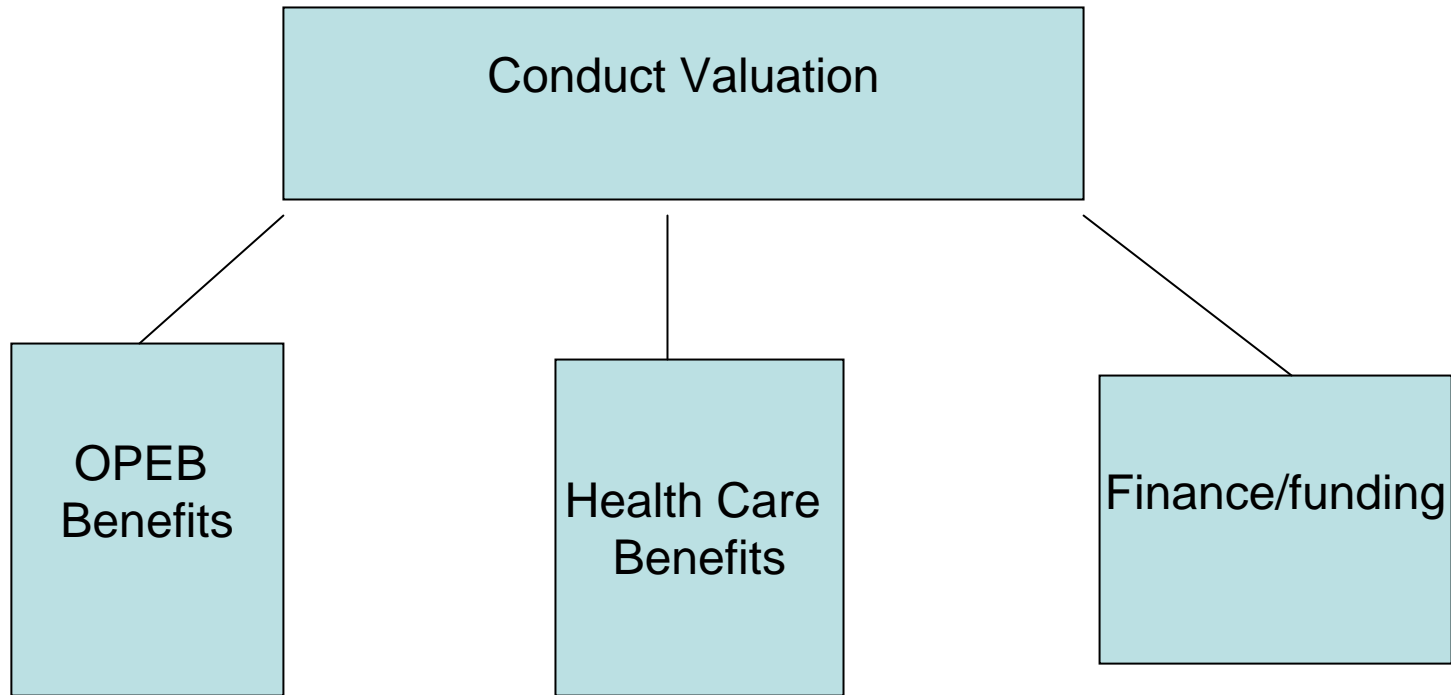 Conduct Valuation
OPEB
Benefits
Health Care
Benefits
Finance/funding